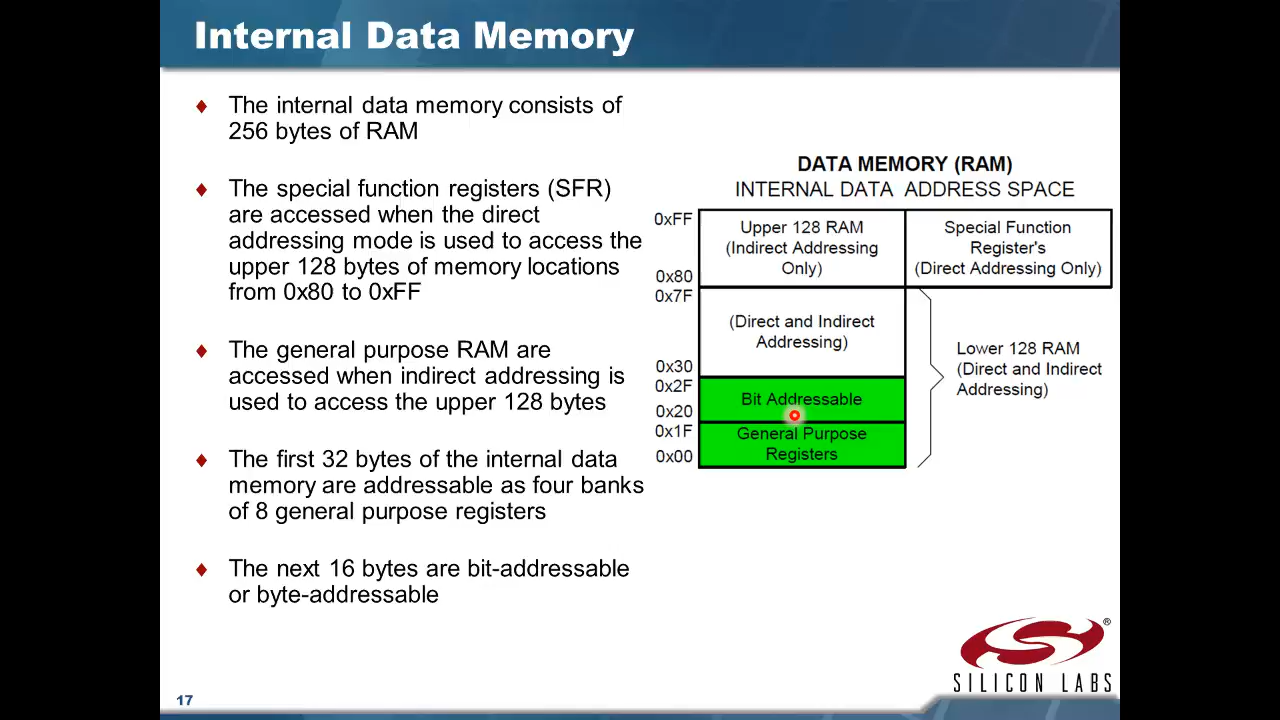 Internal Data Memory
The internal data memory consists of
256 bytes of RAM
The special function registers (SFR)
are accessed when the direct
addressing mode is used to access the
upper 128 bytes of memory locations
from 0x80 to 0xFF
The general purpose RAM are
accessed when indirect addressing is
used to access the upper 128 bytes
The first 32 bytes of the internal data
memory are addressable as four banks
of 8 general purpose registers
The next 16 bytes are bit-addressable
or byte-addressable
DATA MEMORY (RAM)
INTERNAL DATA ADDRESS SPACE
0xFF
0x80
Upper 128 RAM
(Indirect Addressing
Only)
Special Function
Register's
(Direct Addressing Only)
0x7F
0x30
(Direct and Indirect
Addressing)
0x2F
0x20
Bit Addressable
0x1F
0x00
General Purpose
Registers
Lower 128 RAM
(Direct and Indirect
Addressing)
®
SILICON LABS
17